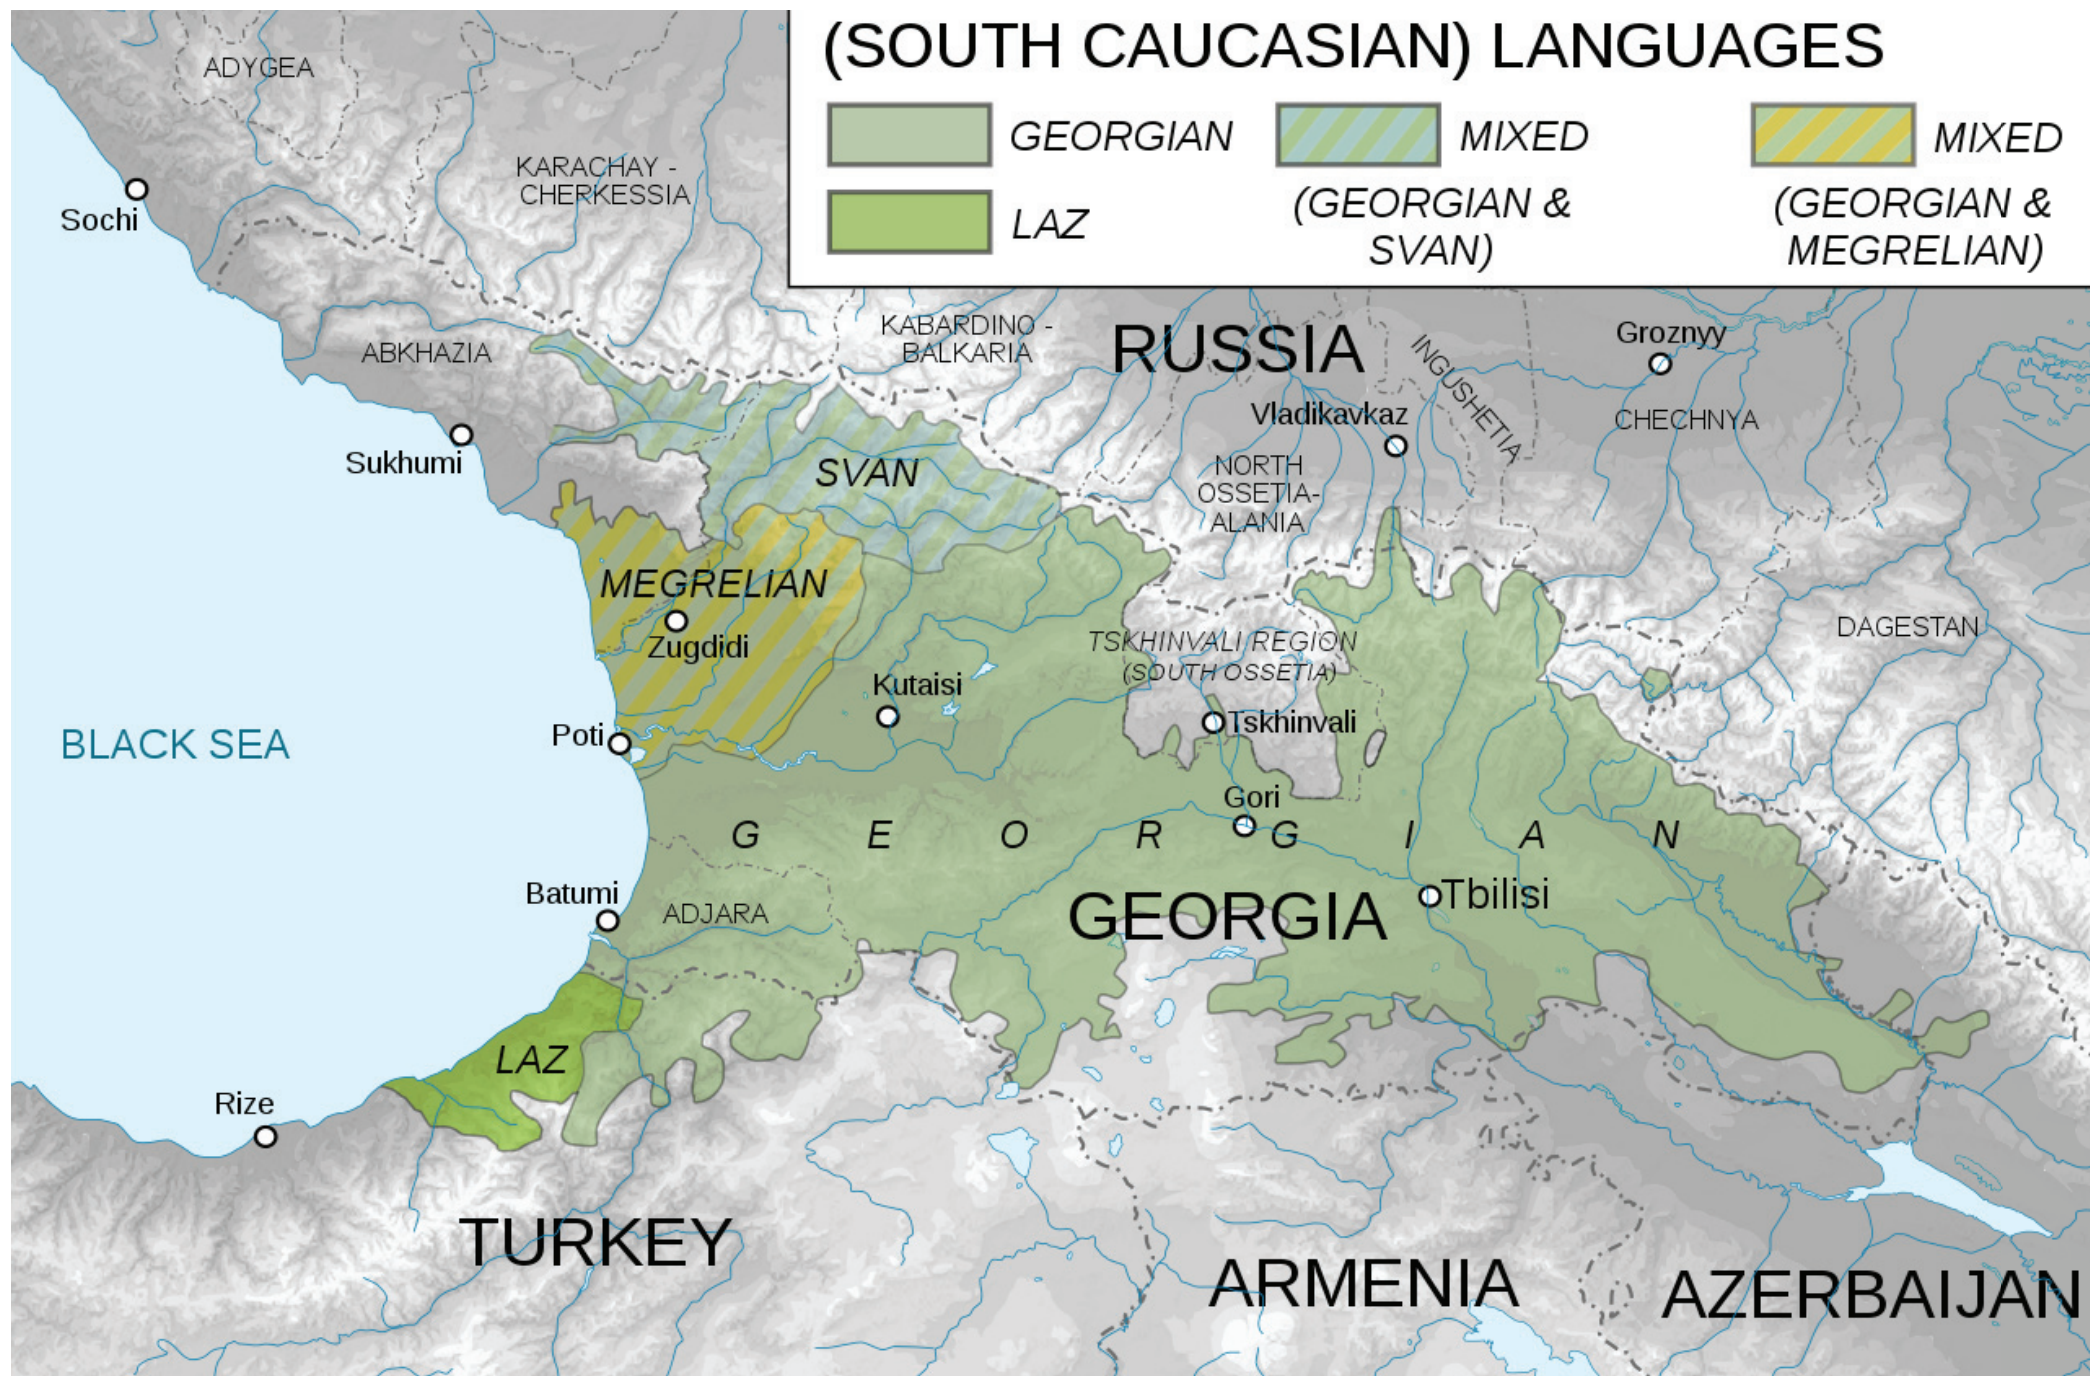 (SOUTH CAUCASIAN) LANGUAGES
GEORGIAN
MIXED
(GEORGIAN &
SVAN)
MIXED
(GEORGIAN &
MEGRELIAN)
LAZ
ADYGEA
KARACHAY -
CHERKESSIA
Sochi
KABARDINO -
BALKARIA
RUSSIA
INGUSHETIA
Groznyy
ABKHAZIA
Vladikavkaz
CHECHNYA
Sukhumi
SVAN
NORTH
OSSETIA-
ALANIA
MEGRELIAN
Zugdidi
TSKHINVALI REGION
(SOUTH OSSETIA)
DAGESTAN
Kutaisi
Poti
Tskhinvali
BLACK SEA
Gori
G E O R G I A N
Batumi
ADJARA
GEORGIA
Tbilisi
LAZ
Rize
TURKEY
ARMENIA
AZERBAIJAN